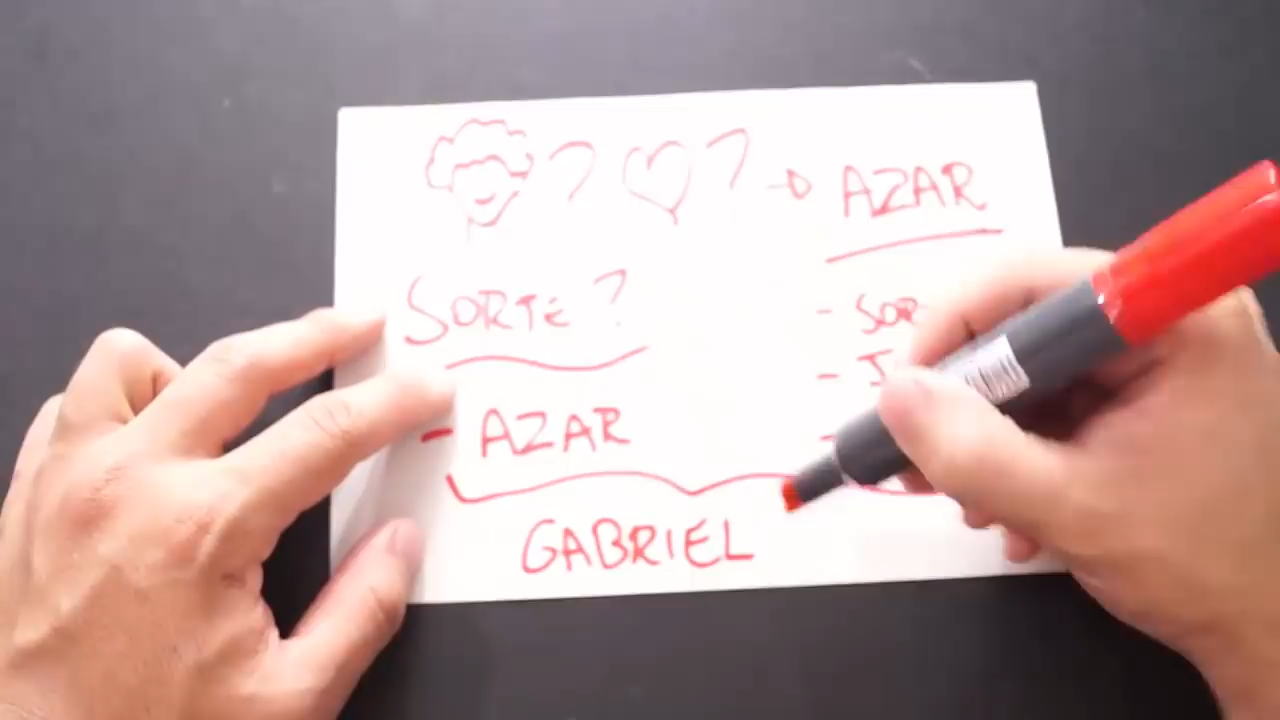 ? ? → AZAR
SORTE?
- AZAR
GABRIEL